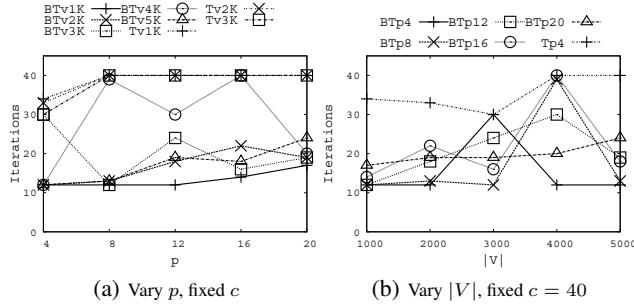 BTv1K BTv4K Tv2K
BTv2K BTv5K Tv3K
BTv3K Tv1K
40
30
20
10
0
Iterations
4 8 12 16 20
p
(a) Vary p, fixed c
BTp4 BTp12 BTp20
BTp8 BTp16 Tp4
40
30
20
10
0
Iterations
1000 2000 3000 4000 5000
|V|
(b) Vary |V|, fixed c = 40